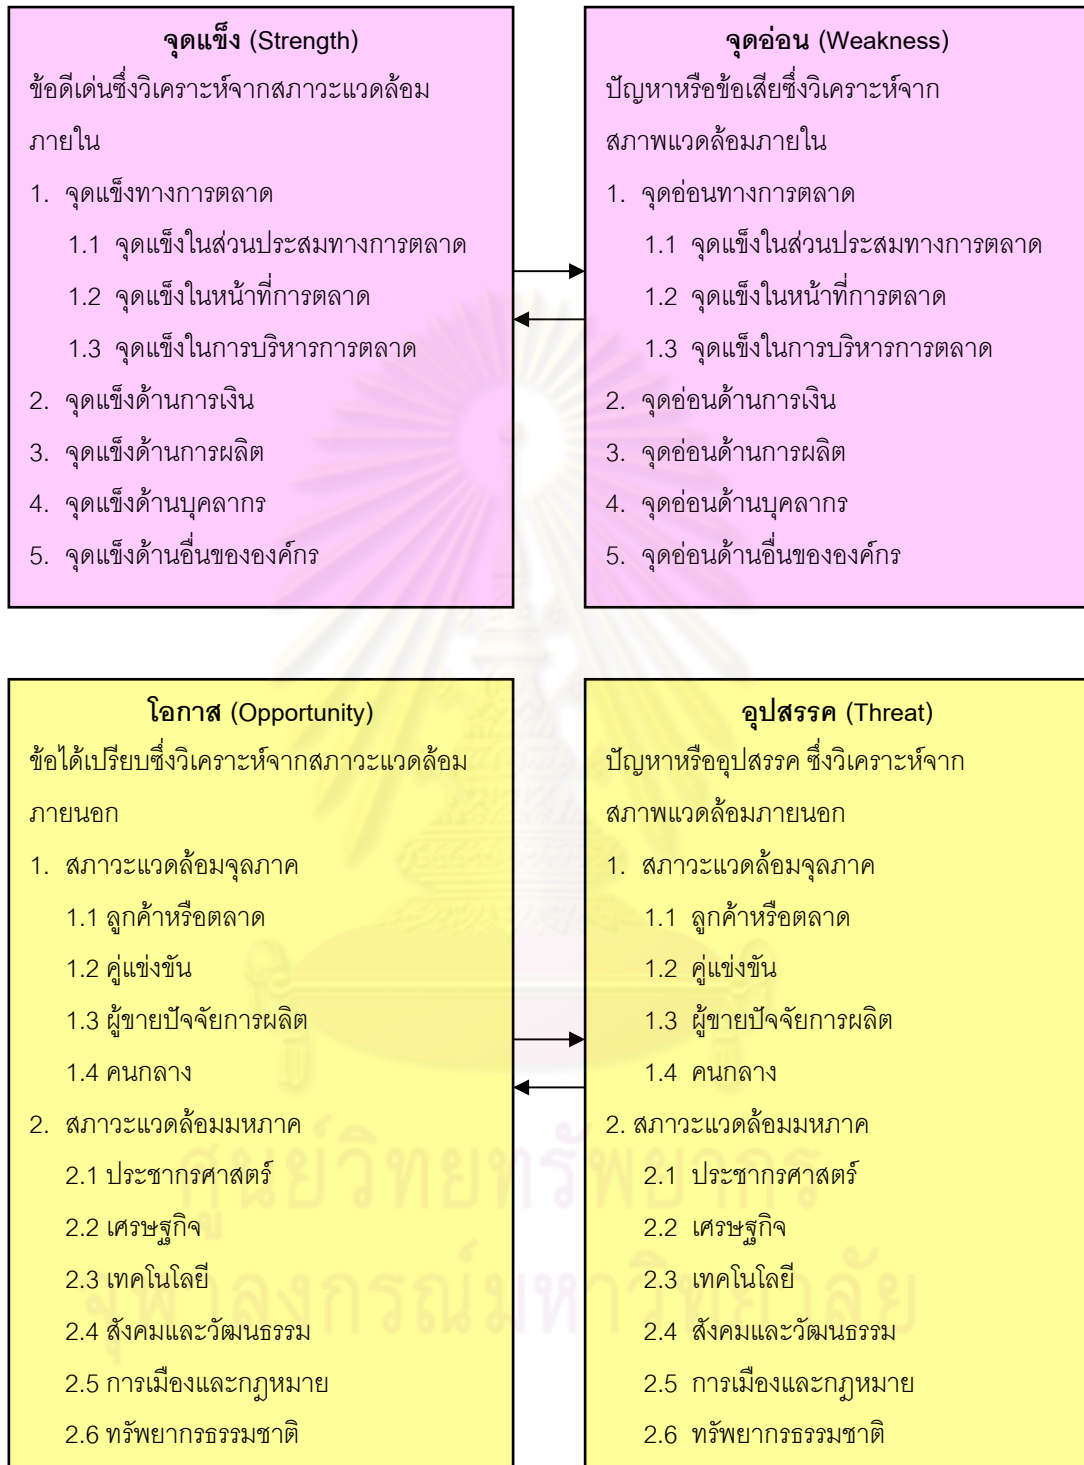 จุดแข็ง (Strength)
ข้อดีเด่นซึ่งวิเคราะห์จากสภาวะแวดล้อม
ภายใน
1. จุดแข็งทางการตลาด
1.1 จุดแข็งในส่วนประสมทางการตลาด
1.2 จุดแข็งในหน้าที่การตลาด
1.3 จุดแข็งในการบริหารการตลาด
2. จุดแข็งด้านการเงิน
3. จุดแข็งด้านการผลิต
4. จุดแข็งด้านบุคลากร
5. จุดแข็งด้านอื่นขององค์กร
จุดอ่อน (Weakness)
ปัญหาหรือข้อเสียซึ่งวิเคราะห์จาก
สภาพแวดล้อมภายใน
1. จุดอ่อนทางการตลาด
1.1 จุดแข็งในส่วนประสมทางการตลาด
1.2 จุดแข็งในหน้าที่การตลาด
1.3 จุดแข็งในการบริหารการตลาด
2. จุดอ่อนด้านการเงิน
3. จุดอ่อนด้านการผลิต
4. จุดอ่อนด้านบุคลากร
5. จุดอ่อนด้านอื่นขององค์กร
โอกาส (Opportunity)
ข้อได้เปรียบซึ่งวิเคราะห์จากสภาวะแวดล้อม
ภายนอก
1. สภาวะแวดล้อมจุลภาค
1.1 ลูกค้าหรือตลาด
1.2 คู่แข่งขัน
1.3 ผู้ขายปัจจัยการผลิต
1.4 คนกลาง
2. สภาวะแวดล้อมมหภาค
2.1 ประชากรศาสตร์
2.2 เศรษฐกิจ
2.3 เทคโนโลยี
2.4 สังคมและวัฒนธรรม
2.5 การเมืองและกฎหมาย
2.6 ทรัพยากรธรรมชาติ
อุปสรรค (Threat)
ปัญหาหรืออุปสรรค ซึ่งวิเคราะห์จาก
สภาพแวดล้อมภายนอก
1. สภาวะแวดล้อมจุลภาค
1.1 ลูกค้าหรือตลาด
1.2 คู่แข่งขัน
1.3 ผู้ขายปัจจัยการผลิต
1.4 คนกลาง
2. สภาวะแวดล้อมมหภาค
2.1 ประชากรศาสตร์
2.2 เศรษฐกิจ
2.3 เทคโนโลยี
2.4 สังคมและวัฒนธรรม
2.5 การเมืองและกฎหมาย
2.6 ทรัพยากรธรรมชาติ
ศูนย์วิทยทรัพยากร
จุฬาลงกรณ์มหาวิทยาลัย